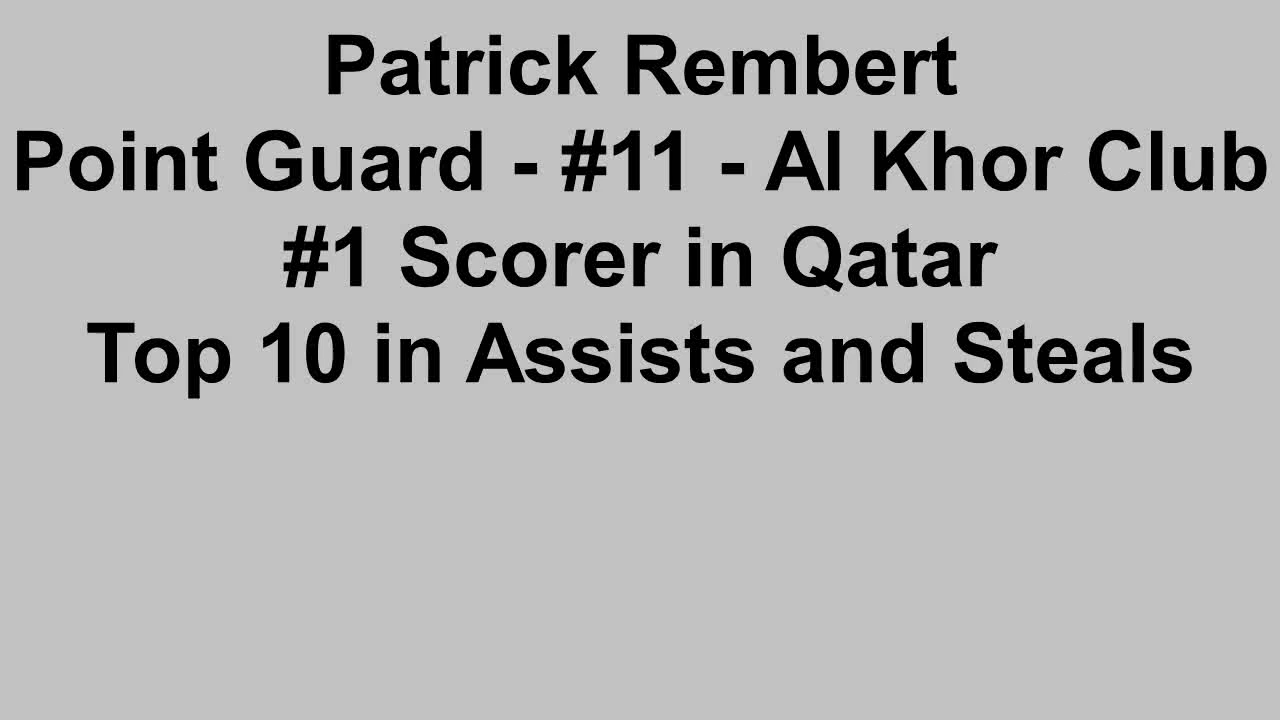 Patrick Rembert
Point Guard - #11 - Al Khor Club
#1 Scorer in Qatar
Top 10 in Assists and Steals